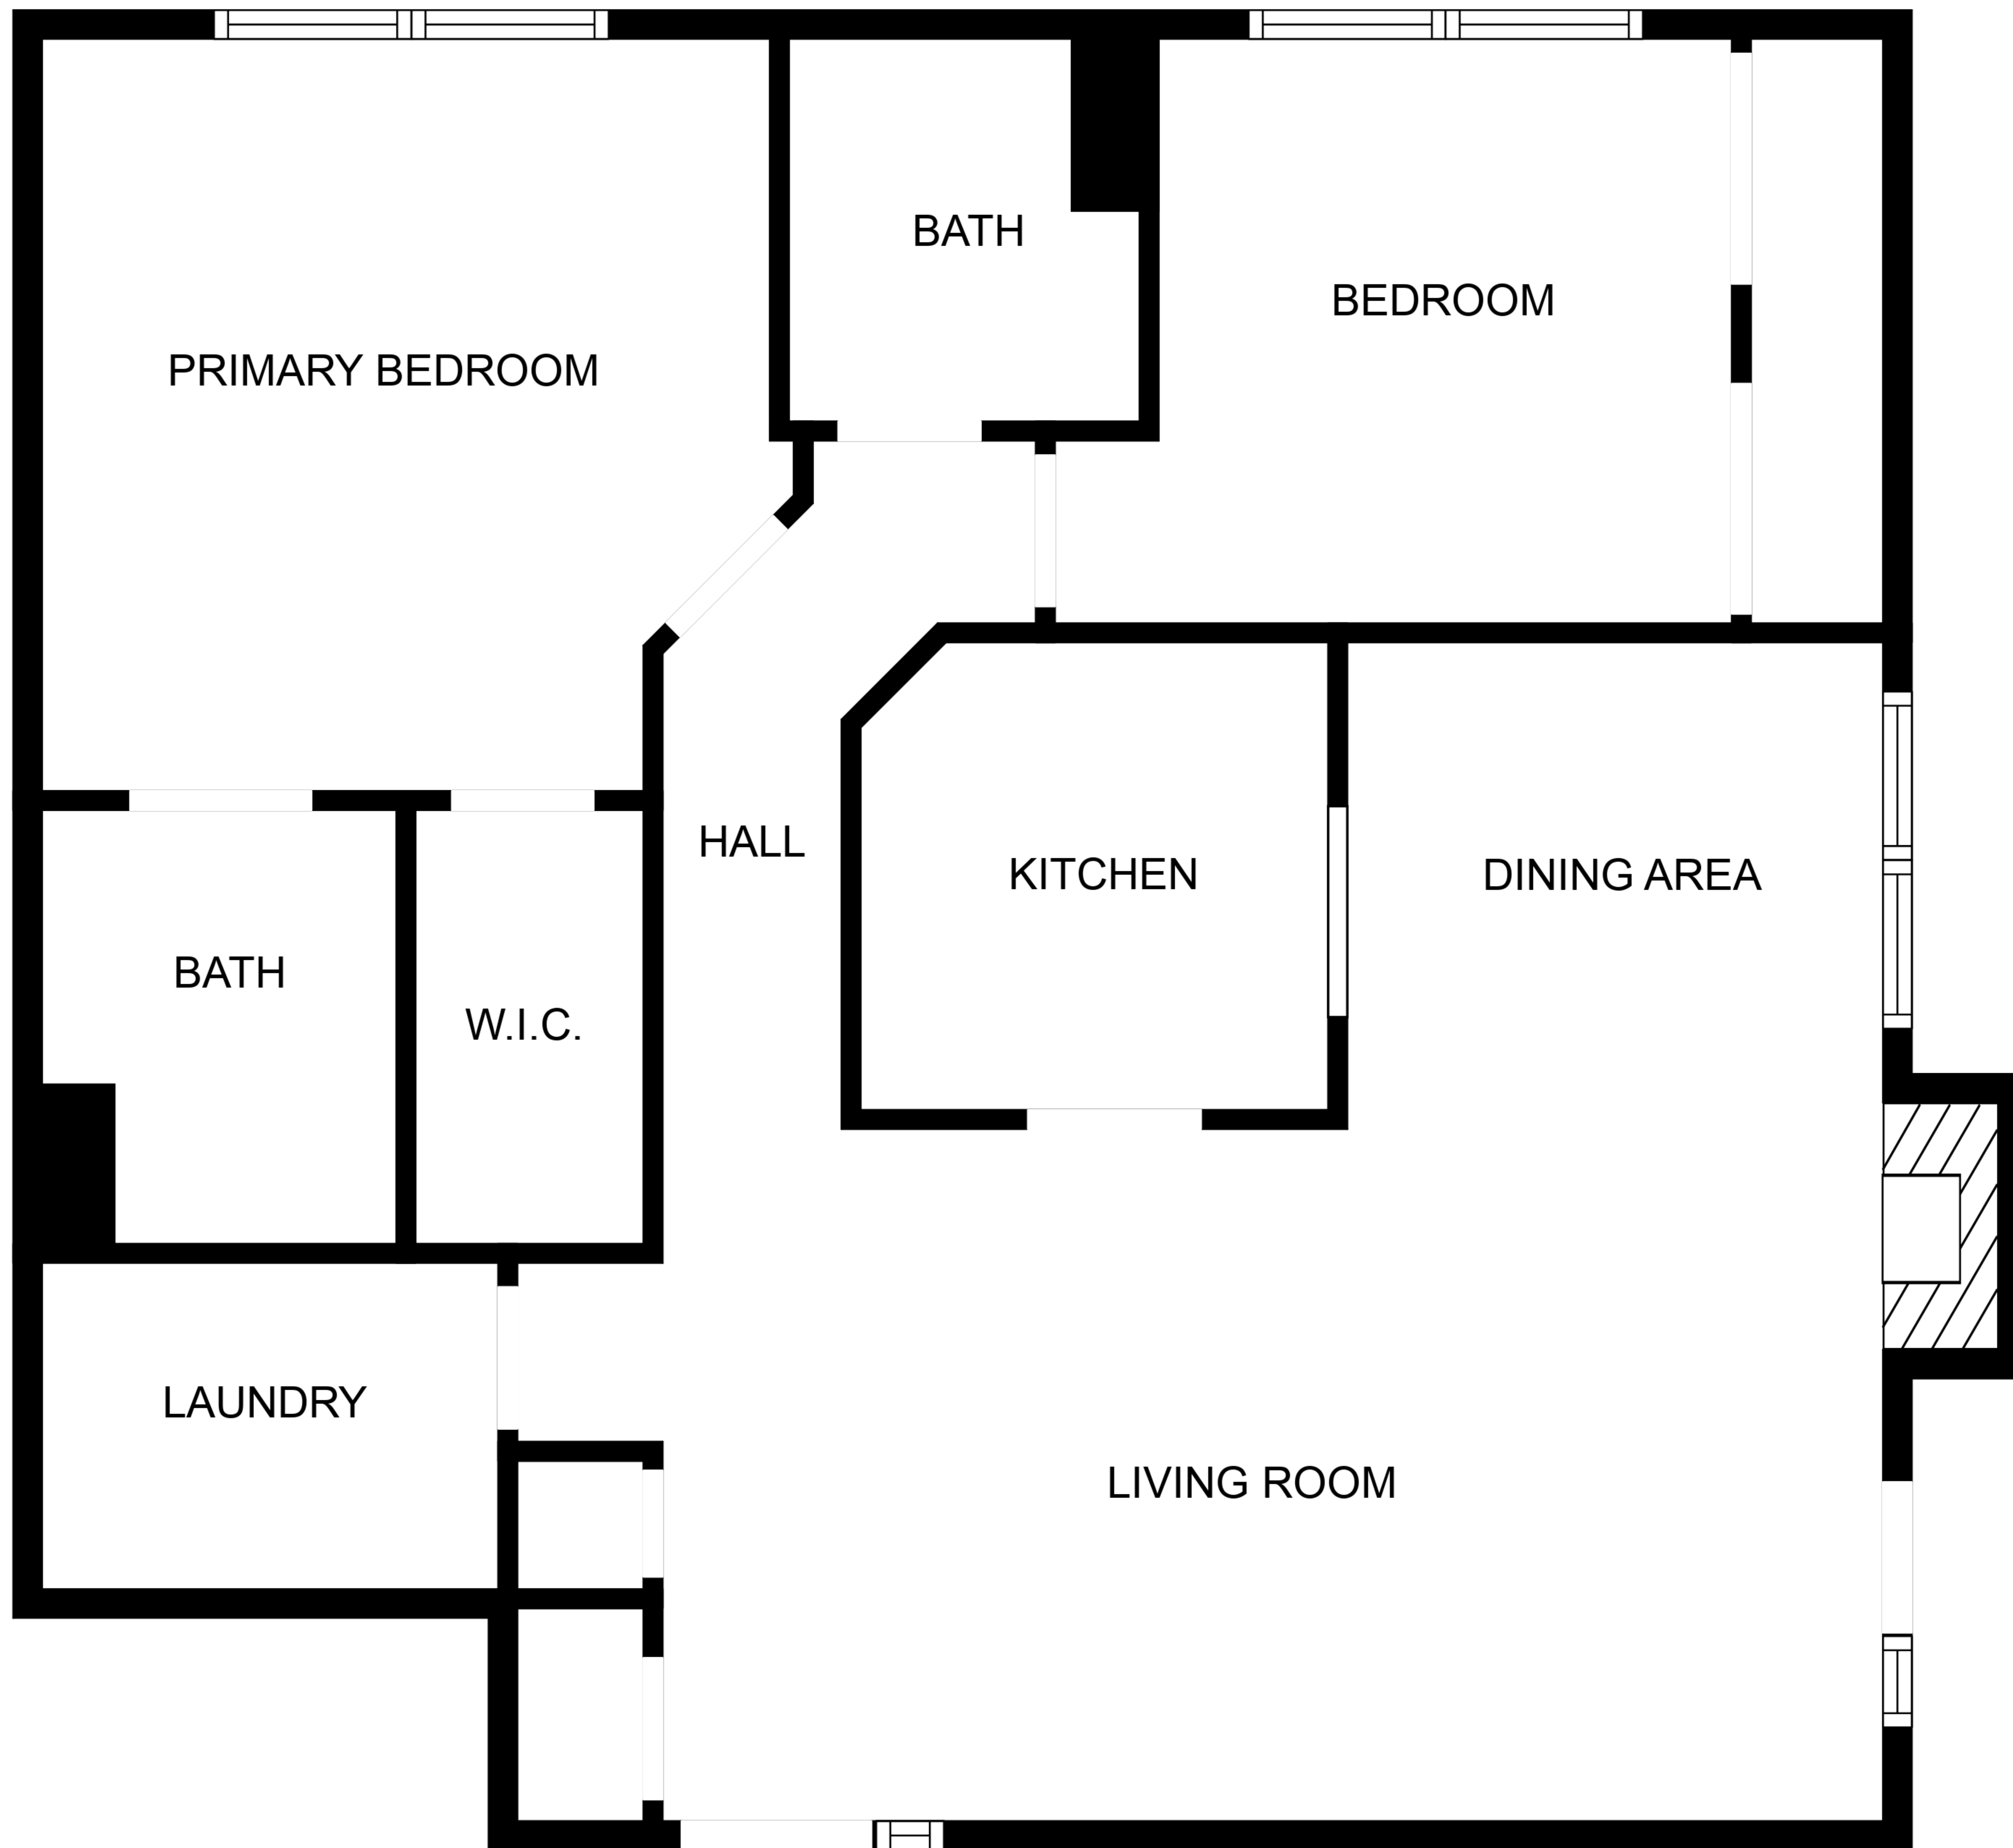 BATH
BEDROOM
PRIMARY BEDROOM
HALL
KITCHEN
DINING AREA
BATH
W.I.C.
LAUNDRY
LIVING ROOM